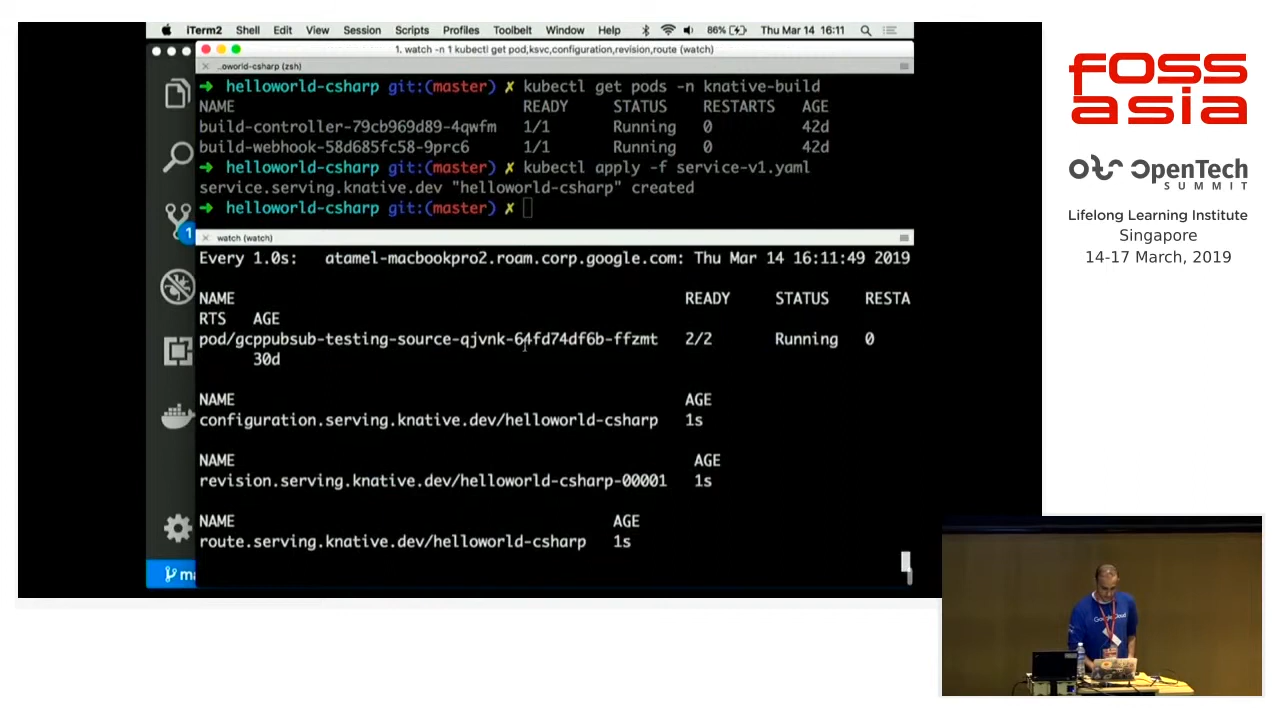 iTerm2 Shell Edit View Session Scripts Profiles Toolbelt Window Help 86% Thu Mar 14 16:11
1. watch -n 1 kubectl get pod,ksvc,configuration,revision,route (watch)
..oworld-csharp (zsh)
➜ helloworld-csharp git:(master) ✗ kubectl get pods -n knative-build
NAME READY STATUS RESTARTS AGE
build-controller-79cb969d89-4qwfm 1/1 Running 0 42d
build-webhook-58d685fc58-9prc6 1/1 Running 0 42d
➜ helloworld-csharp git:(master) ✗ kubectl apply -f service-v1.yaml
service.serving.knative.dev "helloworld-csharp" created
➜ helloworld-csharp git:(master) ✗
1
watch (watch)
Every 1.0s: atamel-macbookpro2.roam.corp.google.com: Thu Mar 14 16:11:49 2019
NAME READY STATUS RESTA
RTS AGE
pod/gcppubsub-testing-source-qjvnk-64fd74df6b-ffzmt 2/2 Running 0
30d
NAME AGE
configuration.serving.knative.dev/helloworld-csharp 1s
NAME AGE
revision.serving.knative.dev/helloworld-csharp-00001 1s
NAME AGE
route.serving.knative.dev/helloworld-csharp 1s
ma
FOSS
ASIA
OpenTech
SUMMIT
Lifelong Learning Institute
Singapore
14-17 March, 2019
Google Cloud